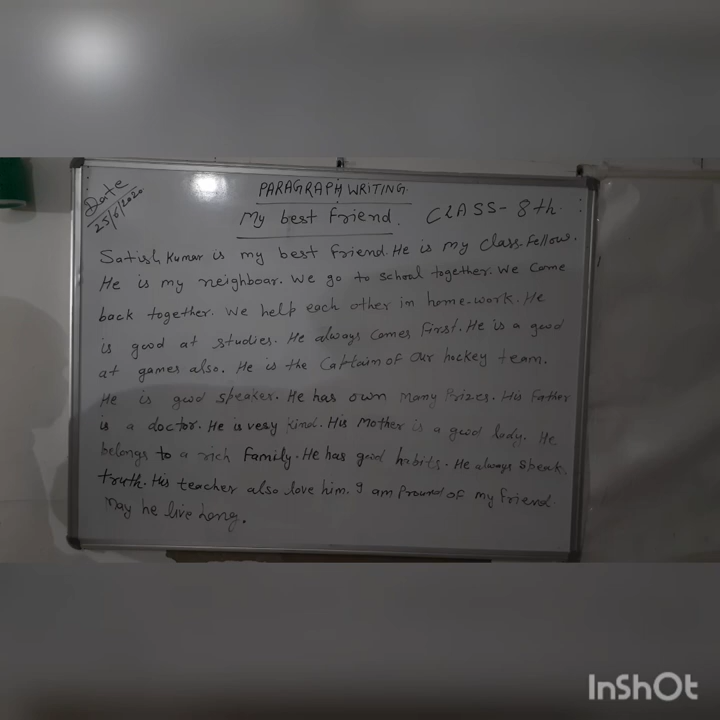 Date
25/6/2020
PARAGRAPH WRITING.
My best friend. CLASS - 8th.
Satish Kumar is my best friend. He is my class. Fellow.
He is my neighboar. We go to school together. We come
back together. We help each other in home-work. He
is good at studies. He always comes first. He is a good
at games also. He is the Captain of our hockey team.
He is good speaker. He has own many Prizes. His Father
is a doctor. He is very kind. His Mother is a good lady. He
belongs to a rich family. He has good habits. He always speak.
truth. His teacher also love him. I am Pround of my friend.
May he live Long.
InShOt